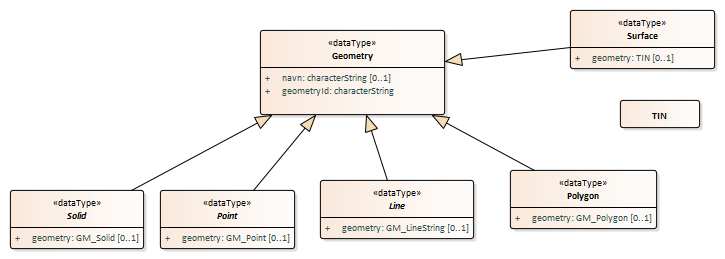 «dataType»
Geometry
+ navn: characterString [0..1]
+ geometryId: characterString
«dataType»
Surface
+ geometry: TIN [0..1]
TIN
«dataType»
Solid
+ geometry: GM_Solid [0..1]
«dataType»
Point
+ geometry: GM_Point [0..1]
«dataType»
Line
+ geometry: GM_LineString [0..1]
«dataType»
Polygon
+ geometry: GM_Polygon [0..1]